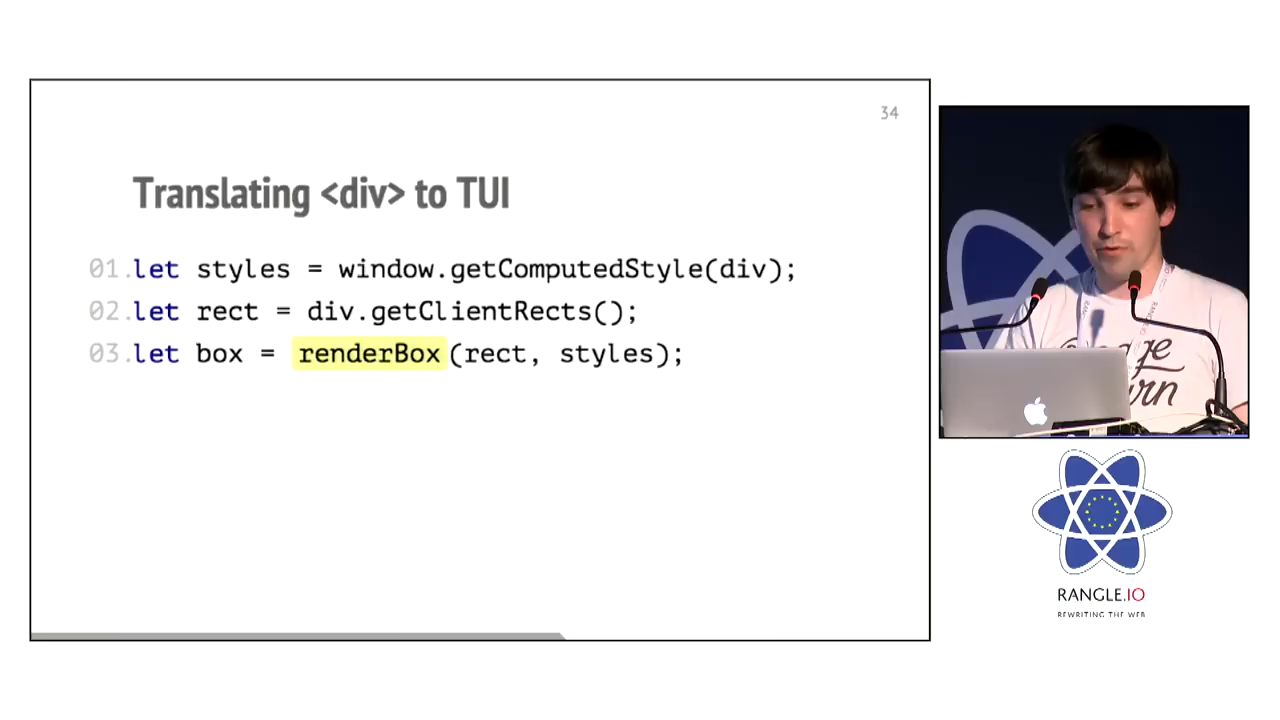 34
Translating <div> to TUI
01.let styles = window.getComputedStyle(div);
02.let rect = div.getClientRects();
03.let box = renderBox(rect, styles);
RANGLE.IO
REWRITING THE WEB